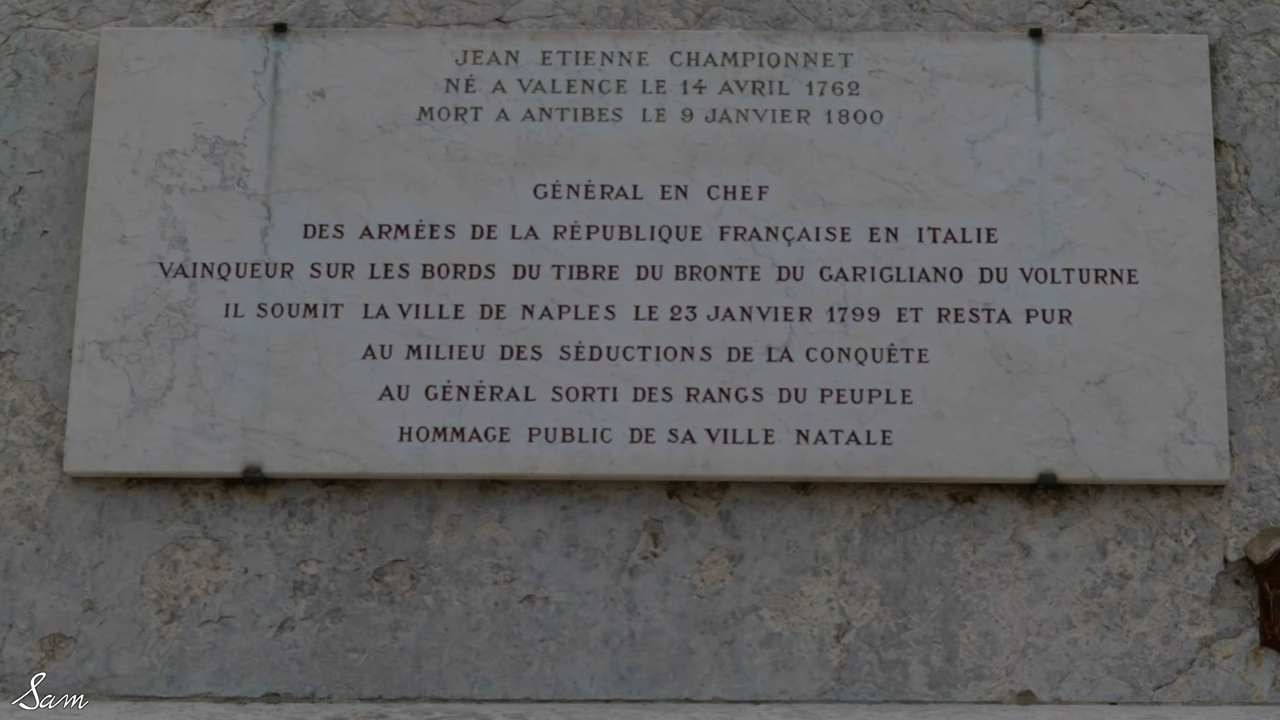 JEAN ETIENNE CHAMPIONNET
NÉ A VALENCE LE 14 AVRIL 1762
MORT A ANTIBES LE 9 JANVIER 1800
GÉNÉRAL EN CHEF
DES ARMÉES DE LA RÉPUBLIQUE FRANÇAISE EN ITALIE
VAINQUEUR SUR LES BORDS DU TIBRE DU BRONTE DU GARIGLIANO DU VOLTURNE
IL SOUMIT LA VILLE DE NAPLES LE 23 JANVIER 1799 ET RESTA PUR
AU MILIEU DES SÉDUCTIONS DE LA CONQUÊTE
AU GÉNÉRAL SORTI DES RANGS DU PEUPLE
HOMMAGE PUBLIC DE SA VILLE NATALE
Sam